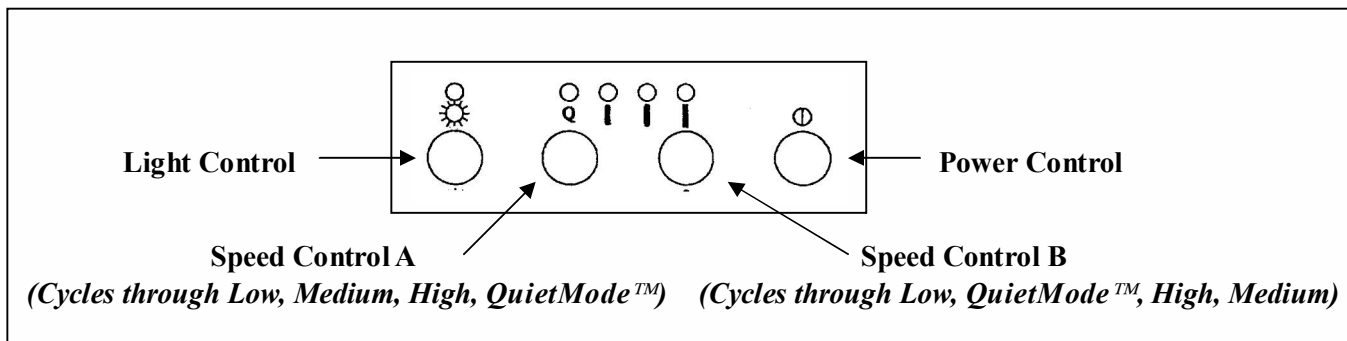 Q
Light Control
Power Control
Speed Control A
(Cycles through Low, Medium, High, QuietMode™)
Speed Control B
(Cycles through Low, QuietMode™, High, Medium)